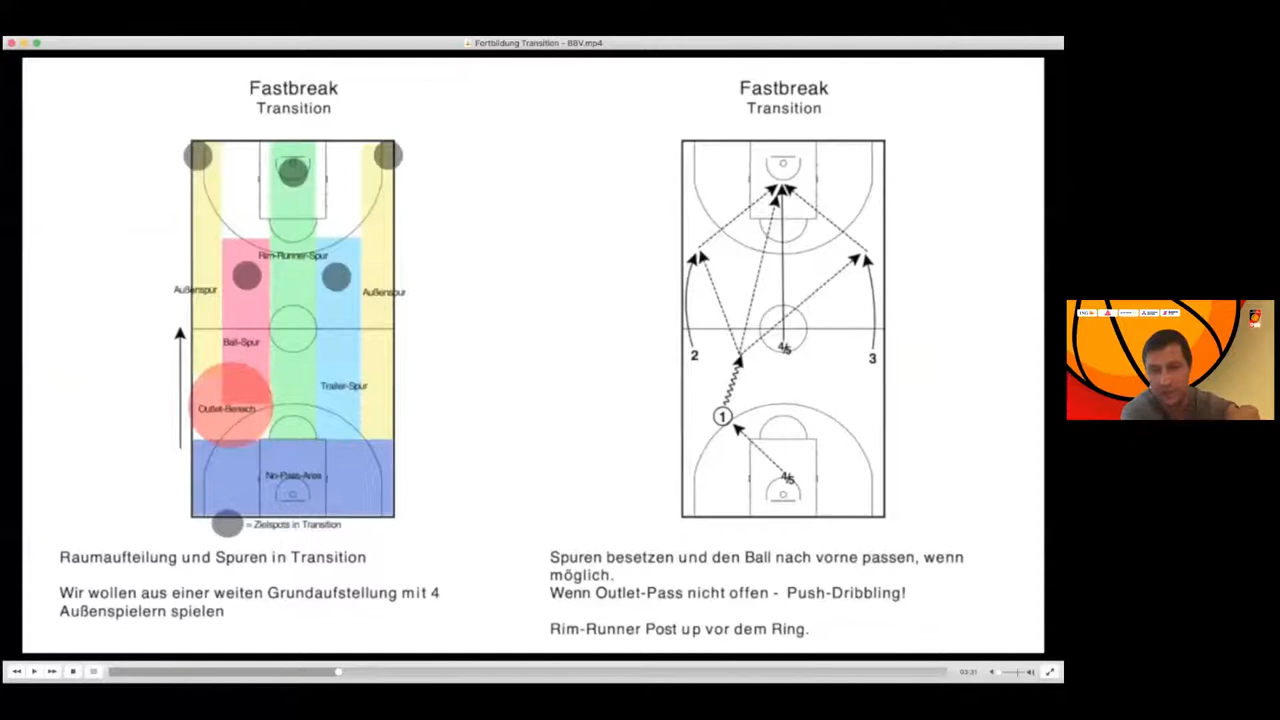 Fortbildung Transition - BBV.mp4
Fastbreak
Transition
Rim-Runner-Spur
Außenspur
Außenspur
Ball-Spur
Trailer-Spur
Outlet-Bereich
No-Pass-Area
= Zielspots in Transition
Raumaufteilung und Spuren in Transition
Wir wollen aus einer weiten Grundaufstellung mit 4
Außenspielern spielen
Fastbreak
Transition
2
4/5
3
1
4/5
Spuren besetzen und den Ball nach vorne passen, wenn
möglich.
Wenn Outlet-Pass nicht offen - Push-Dribbling!
Rim-Runner Post up vor dem Ring.
03:31